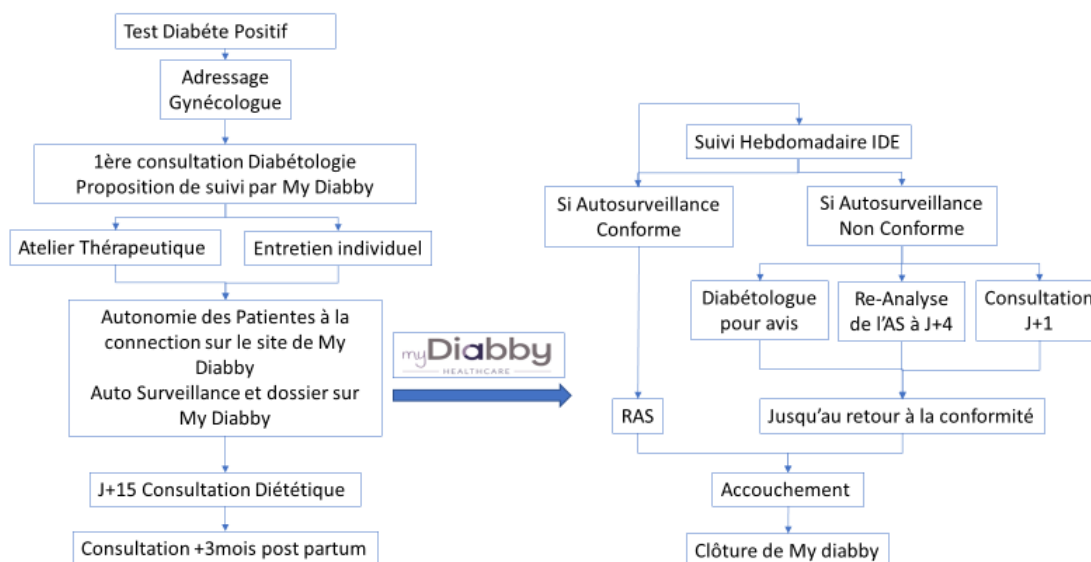 Test Diabéte Positif
Adressage
Gynécologue
1ère consultation Diabétologie
Proposition de suivi par My Diabby
Atelier Thérapeutique
Entretien individuel
Autonomie des Patientes à la
connection sur le site de My
Diabby
Auto Surveillance et dossier sur
My Diabby
J+15 Consultation Diététique
Consultation +3mois post partum
myDiabby
HEALTHCARE
Suivi Hebdomadaire IDE
Si Autosurveillance
Conforme
Si Autosurveillance
Non Conforme
Diabétologue
pour avis
Re-Analyse
de l'AS à J+4
Consultation
J+1
RAS
Jusqu'au retour à la conformité
Accouchement
Clôture de My diabby